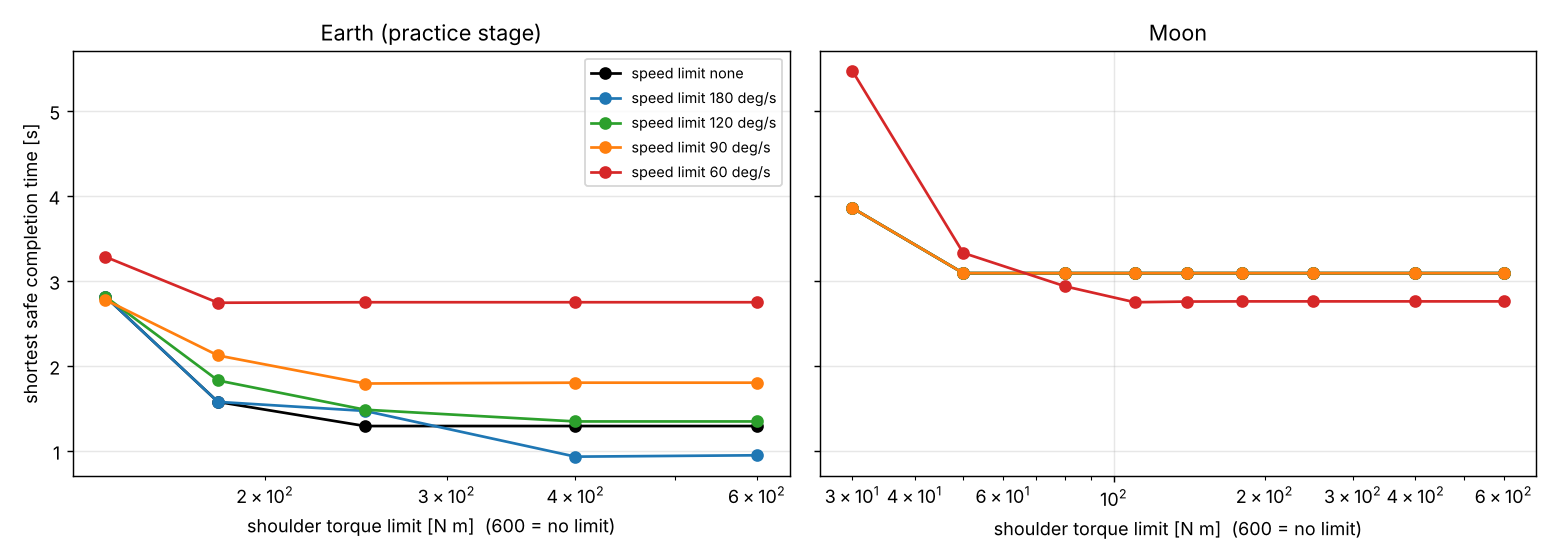 Earth (practice stage)
Moon
shortest safe completion time [s]
5
4
3
2
1
speed limit none
speed limit 180 deg/s
speed limit 120 deg/s
speed limit 90 deg/s
speed limit 60 deg/s
2 × 10² 3 × 10² 4 × 10² 6 × 10²
3 × 10¹ 4 × 10¹ 6 × 10¹ 10² 2 × 10² 3 × 10² 4 × 10² 6 × 10²
shoulder torque limit [N m] (600 = no limit)
shoulder torque limit [N m] (600 = no limit)